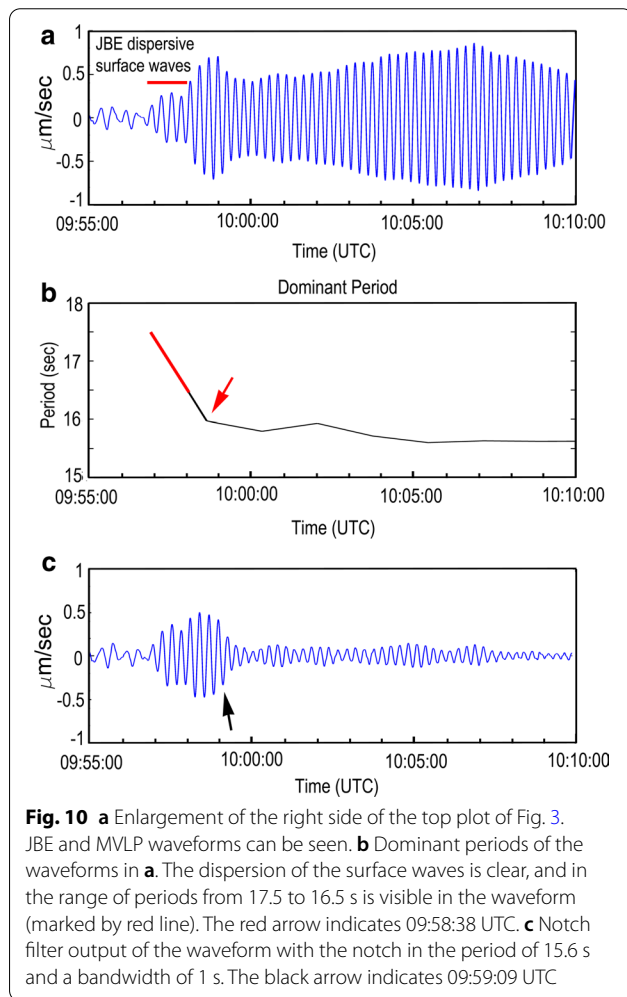 a
JBE dispersive
surface waves
1
0.5
0
-0.5
-1
μm/sec
09:55:00 10:00:00 10:05:00 10:10:00
Time (UTC)
b
Dominant Period
18
17
16
15
Period (sec)
09:55:00 10:00:00 10:05:00 10:10:00
Time (UTC)
c
1
0.5
0
-0.5
-1
μm/sec
09:55:00 10:00:00 10:05:00 10:10:00
Time (UTC)
Fig. 10 a Enlargement of the right side of the top plot of Fig. 3.
JBE and MVLP waveforms can be seen. b Dominant periods of the
waveforms in a. The dispersion of the surface waves is clear, and in
the range of periods from 17.5 to 16.5 s is visible in the waveform
(marked by red line). The red arrow indicates 09:58:38 UTC. c Notch
filter output of the waveform with the notch in the period of 15.6 s
and a bandwidth of 1 s. The black arrow indicates 09:59:09 UTC